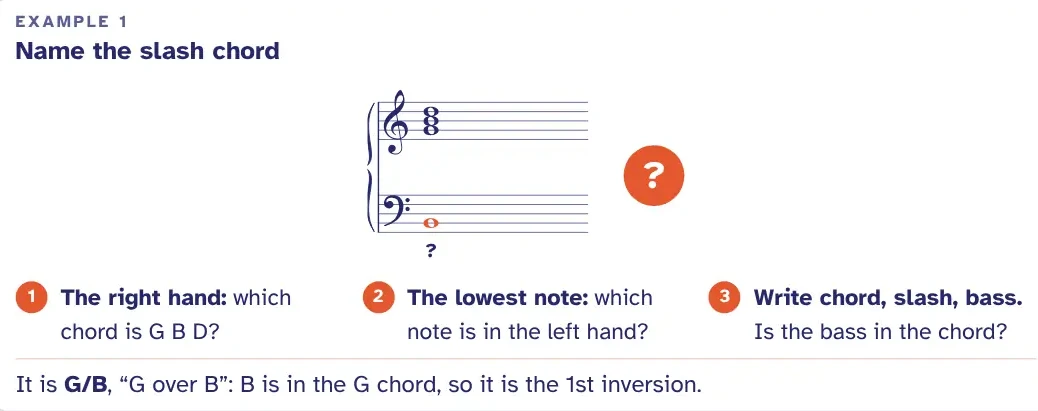 EXAMPLE 1
Name the slash chord
?
?
1 The right hand: which
chord is G B D?
2 The lowest note: which
note is in the left hand?
3 Write chord, slash, bass.
Is the bass in the chord?
It is G/B, “G over B”: B is in the G chord, so it is the 1st inversion.